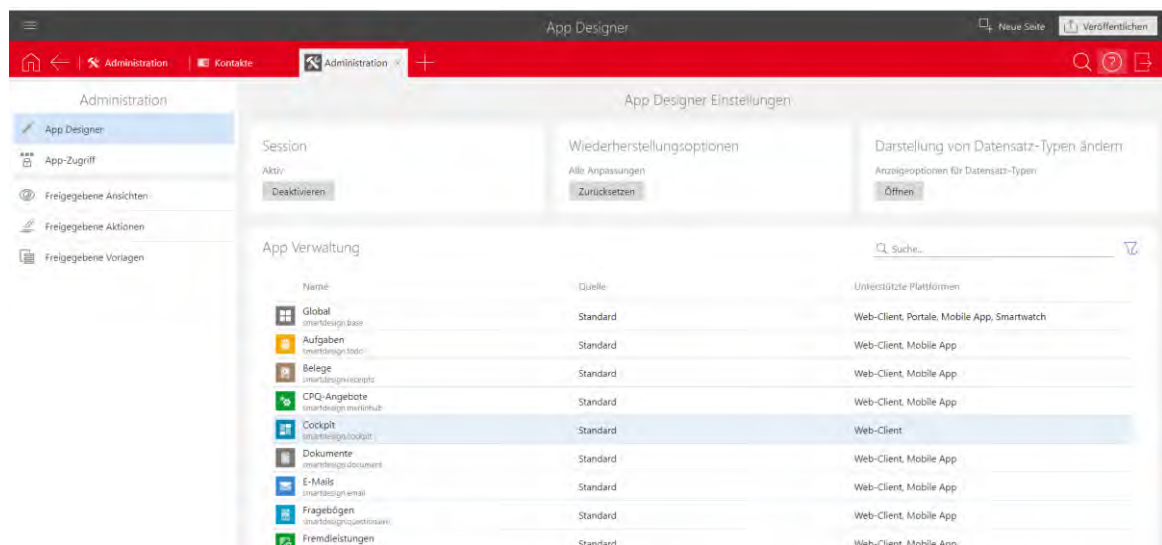 App Designer
Neue Seite
Veröffentlichen
Administration
Kontakte
Administration
Administration
App Designer Einstellungen
App Designer
App-Zugriff
Freigegebene Ansichten
Freigegebene Aktionen
Freigegebene Vorlagen
Session
Aktiv
Deaktivieren
Wiederherstellungsoptionen
Alle Anpassungen
Zurücksetzen
Darstellung von Datensatz-Typen ändern
Anzeigeoptionen für Datensatz-Typen
Öffnen
App Verwaltung
Suche...
Name Quelle Unterstützte Plattformen
Global Standard Web-Client, Portale, Mobile App, Smartwatch
smartdesign.base
Aufgaben Standard Web-Client, Mobile App
smartdesign.todo
Belege Standard Web-Client, Mobile App
smartdesign.receipts
CPQ-Angebote Standard Web-Client, Mobile App
Cockpit Standard Web-Client
smartdesign.cockpit
Dokumente Standard Web-Client, Mobile App
smartdesign.document
E-Mails Standard Web-Client, Mobile App
smartdesign.email
Fragebögen Standard Web-Client, Mobile App
Fremdleistungen Standard Web-Client, Mobile App